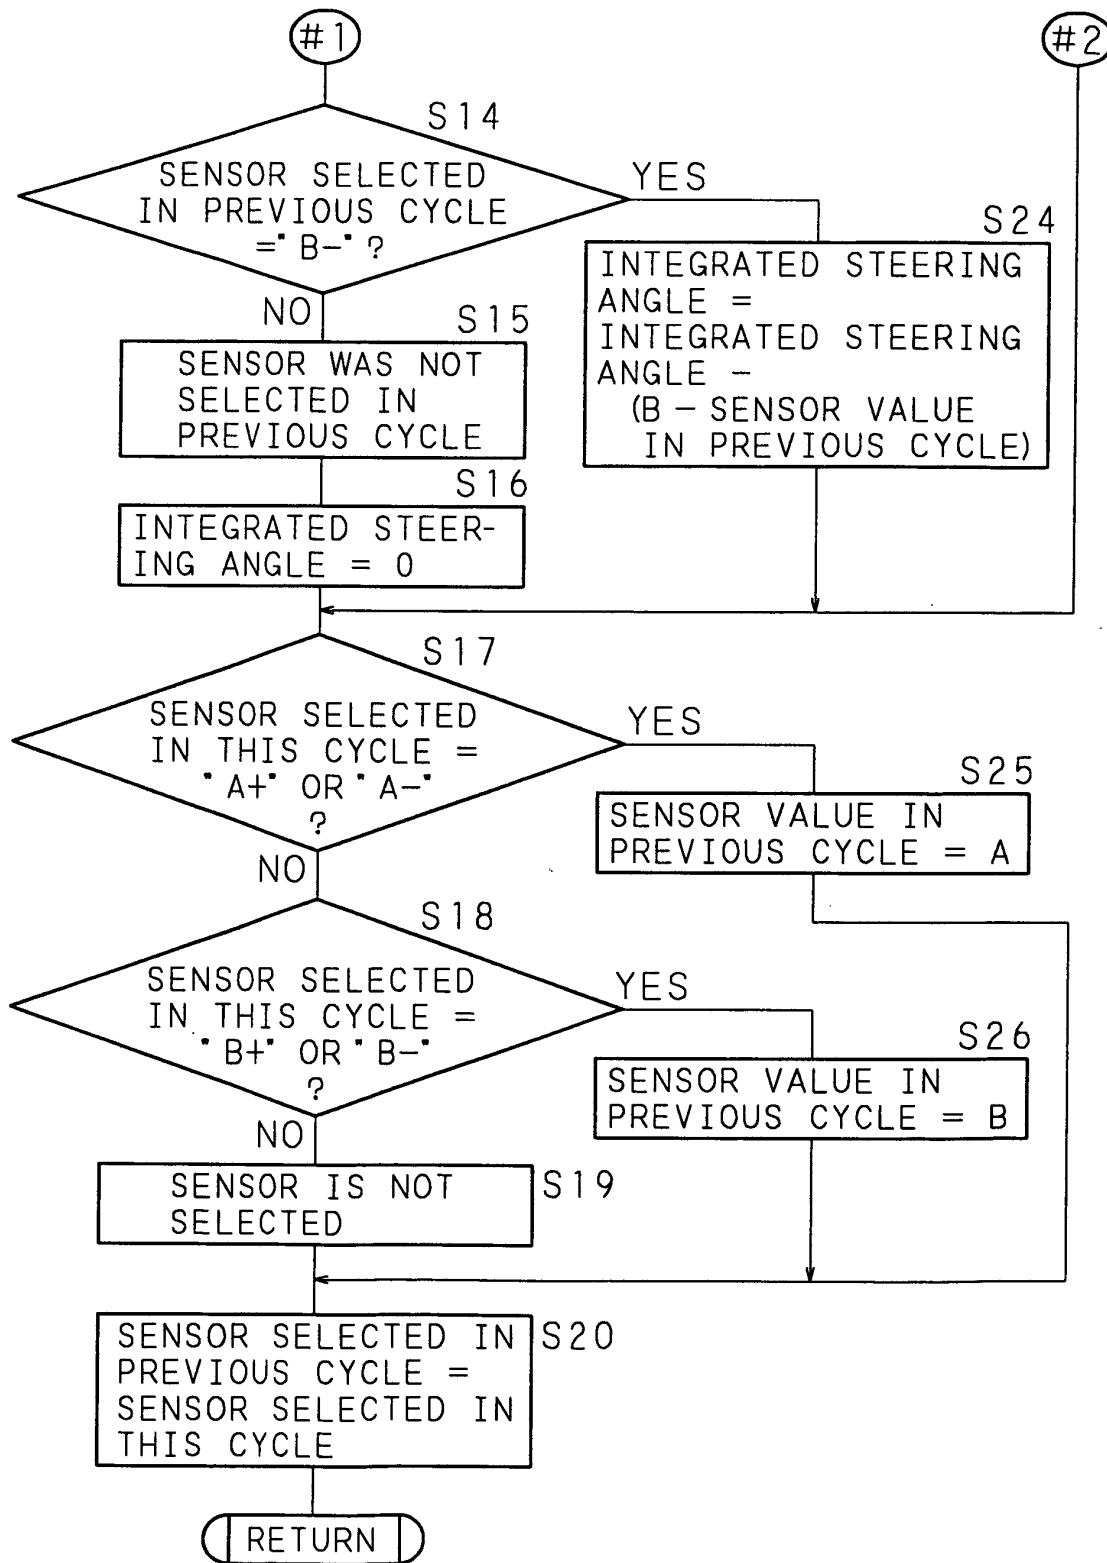 #1
#2
S14
SENSOR SELECTED
IN PREVIOUS CYCLE
="B-"?
YES
NO
S24
INTEGRATED STEERING
ANGLE =
INTEGRATED STEERING
ANGLE -
(B - SENSOR VALUE
IN PREVIOUS CYCLE)
S15
SENSOR WAS NOT
SELECTED IN
PREVIOUS CYCLE
S16
INTEGRATED STEER-
ING ANGLE = 0
S17
SENSOR SELECTED
IN THIS CYCLE =
"A+" OR "A-"
?
YES
NO
S25
SENSOR VALUE IN
PREVIOUS CYCLE = A
S18
SENSOR SELECTED
IN THIS CYCLE =
"B+" OR "B-"
?
YES
NO
S26
SENSOR VALUE IN
PREVIOUS CYCLE = B
SENSOR IS NOT
SELECTED
S19
SENSOR SELECTED IN
PREVIOUS CYCLE =
SENSOR SELECTED IN
THIS CYCLE
S20
RETURN